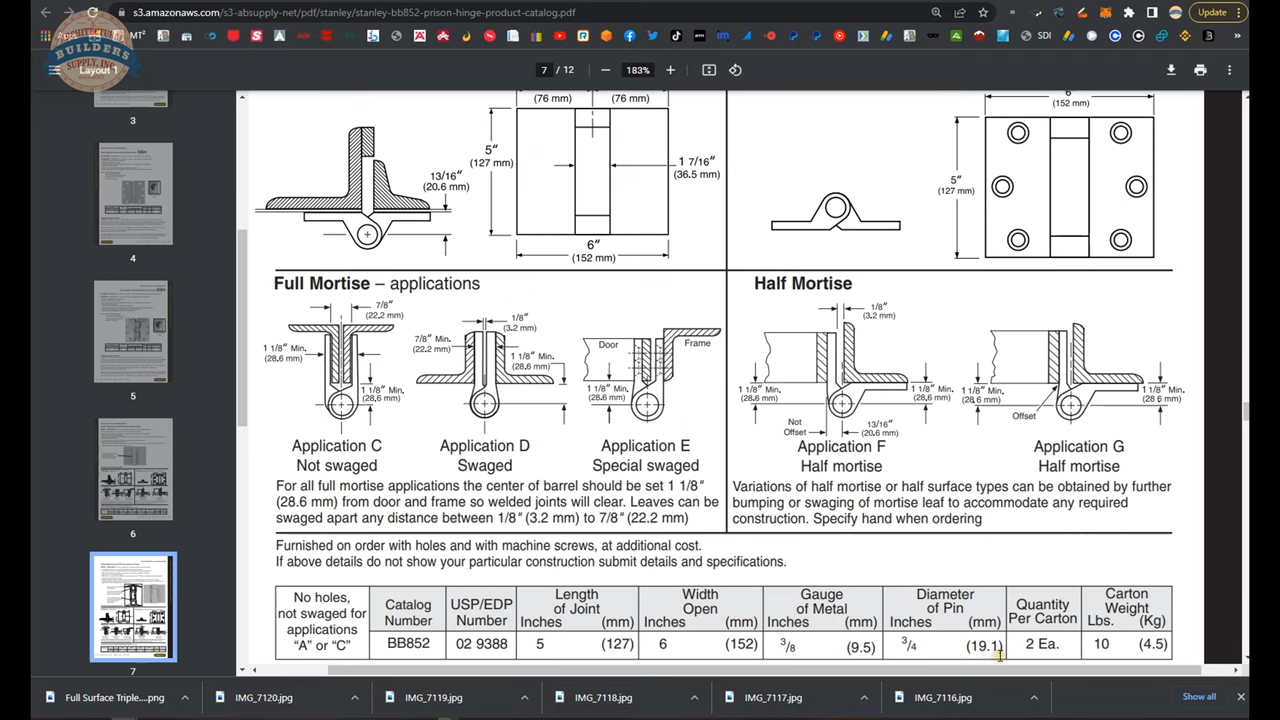 s3.amazonaws.com/s3-absupply-net/pdf/stanley/stanley-bb852-prison-hinge-product-catalog.pdf
Update
MT²
SDI
ARCHITECTURAL
BUILDERS
SUPPLY, INC.
Layout 1
7 / 12
183%
3
4
5
6
7
(76 mm)
(76 mm)
6"
(152 mm)
5"
(127 mm)
13/16"
(20.6 mm)
1 7/16"
(36.5 mm)
5"
(127 mm)
6"
(152 mm)
Full Mortise – applications
7/8"
(22.2 mm)
1/8"
(3.2 mm)
1 1/8" Min.
(28.6 mm)
1 1/8" Min.
(28.6 mm)
7/8" Min.
(22.2 mm)
1 1/8" Min.
(28.6 mm)
Door
Frame
1 1/8" Min.
(28.6 mm)
Application C
Not swaged
Application D
Swaged
Application E
Special swaged
For all full mortise applications the center of barrel should be set 1 1/8"
(28.6 mm) from door and frame so welded joints will clear. Leaves can be
swaged apart any distance between 1/8" (3.2 mm) to 7/8" (22.2 mm)
Half Mortise
1/8"
(3.2 mm)
1 1/8" Min.
(28.6 mm)
1 1/8" Min.
(28.6 mm)
Not
Offset
13/16"
(20.6 mm)
1 1/8" Min.
(28.6 mm)
Offset
1 1/8" Min.
(28 6 mm)
Application F
Half mortise
Application G
Half mortise
Variations of half mortise or half surface types can be obtained by further
bumping or swaging of mortise leaf to accommodate any required
construction. Specify hand when ordering
Furnished on order with holes and with machine screws, at additional cost.
If above details do not show your particular construction submit details and specifications.
No holes,
not swaged for
applications
"A" or "C"
Catalog
Number
USP/EDP
Number
Length
of Joint
Inches (mm)
Width
Open
Inches (mm)
Gauge
of Metal
Inches (mm)
Diameter
of Pin
Inches (mm)
Quantity
Per Carton
Carton
Weight
Lbs. (Kg)
BB852 02 9388 5 (127) 6 (152) 3/8 (9.5) 3/4 (19.1) 2 Ea. 10 (4.5)
Full Surface Triple....png
IMG_7120.jpg
IMG_7119.jpg
IMG_7118.jpg
IMG_7117.jpg
IMG_7116.jpg
Show all